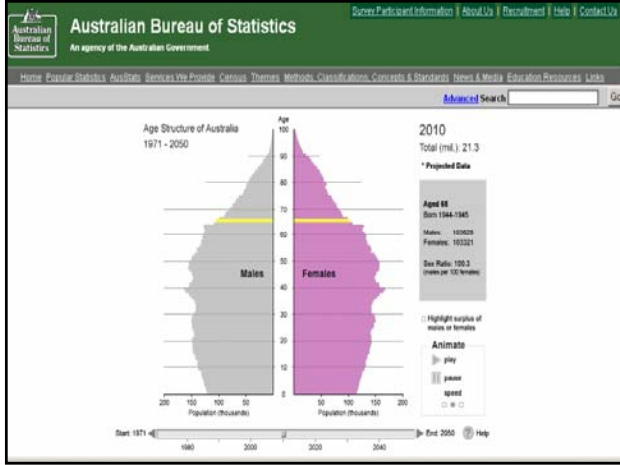 Australian
Bureau of
Statistics
Australian Bureau of Statistics
An agency of the Australian Government
Survey Participant Information | About Us | Recruitment | Help | Contact Us
Home Popular Statistics AusStats Services We Provide Census Themes Methods, Classifications, Concepts & Standards News & Media Education Resources Links
Advanced Search Go
Age Structure of Australia
1971 - 2050
Age
100
90
80
70
60
50
40
30
20
10
0
Males
Females
200 150 100 50
50 100 150 200
Population (thousands)
Population (thousands)
2010
Total (mil.): 21.3
* Projected Data
Born 1944-1945
Females: 103321
Sex Ratio: 100.3
(males per 100 females)
Highlight surplus of
males or females
Animate
play
pause
speed
Start: 1971
End: 2050
Help
1980 2000 2020 2040